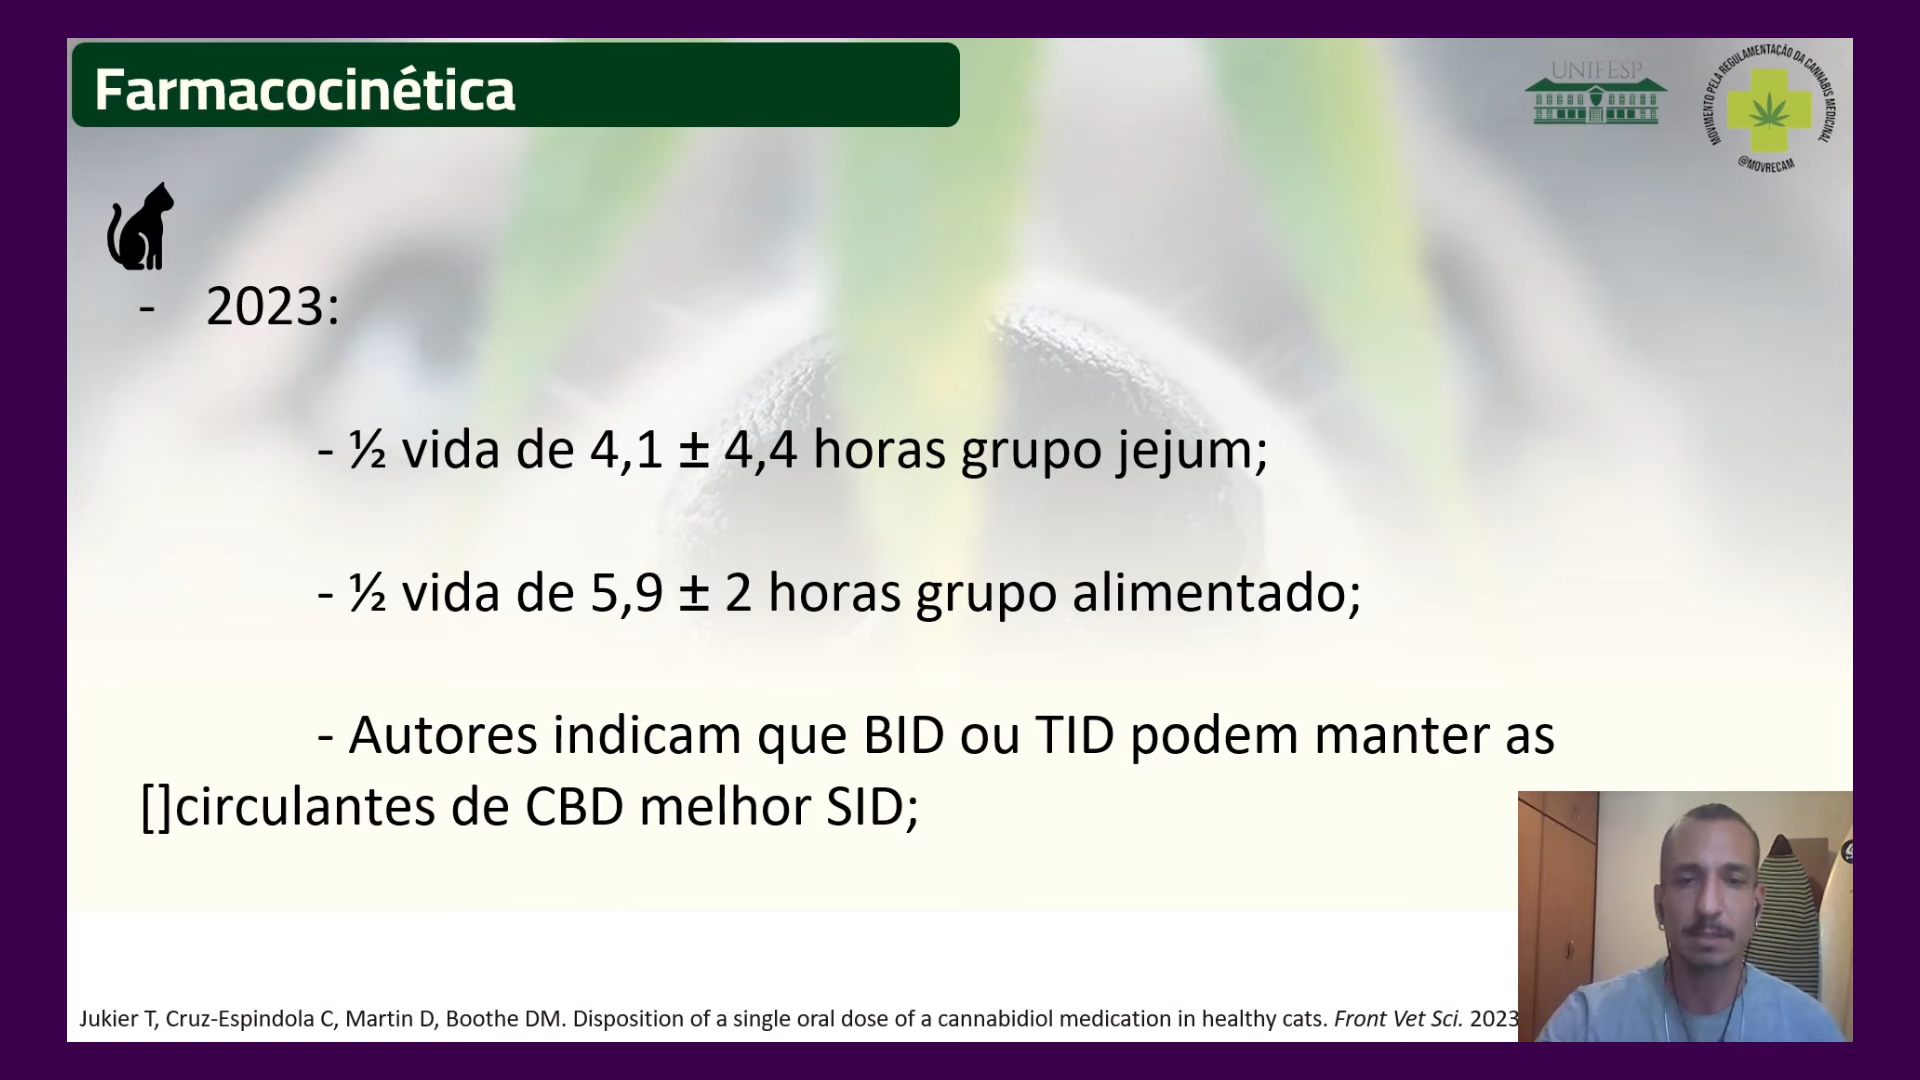 Farmacocinética
UNIFESP
MOVIMENTO PELA REGULAMENTAÇÃO DA CANNABIS MEDICINAL
@MOVRECAM
- 2023:
- ½ vida de 4,1 ± 4,4 horas grupo jejum;
- ½ vida de 5,9 ± 2 horas grupo alimentado;
- Autores indicam que BID ou TID podem manter as
[]circulantes de CBD melhor SID;
Jukier T, Cruz-Espindola C, Martin D, Boothe DM. Disposition of a single oral dose of a cannabidiol medication in healthy cats. Front Vet Sci. 2023